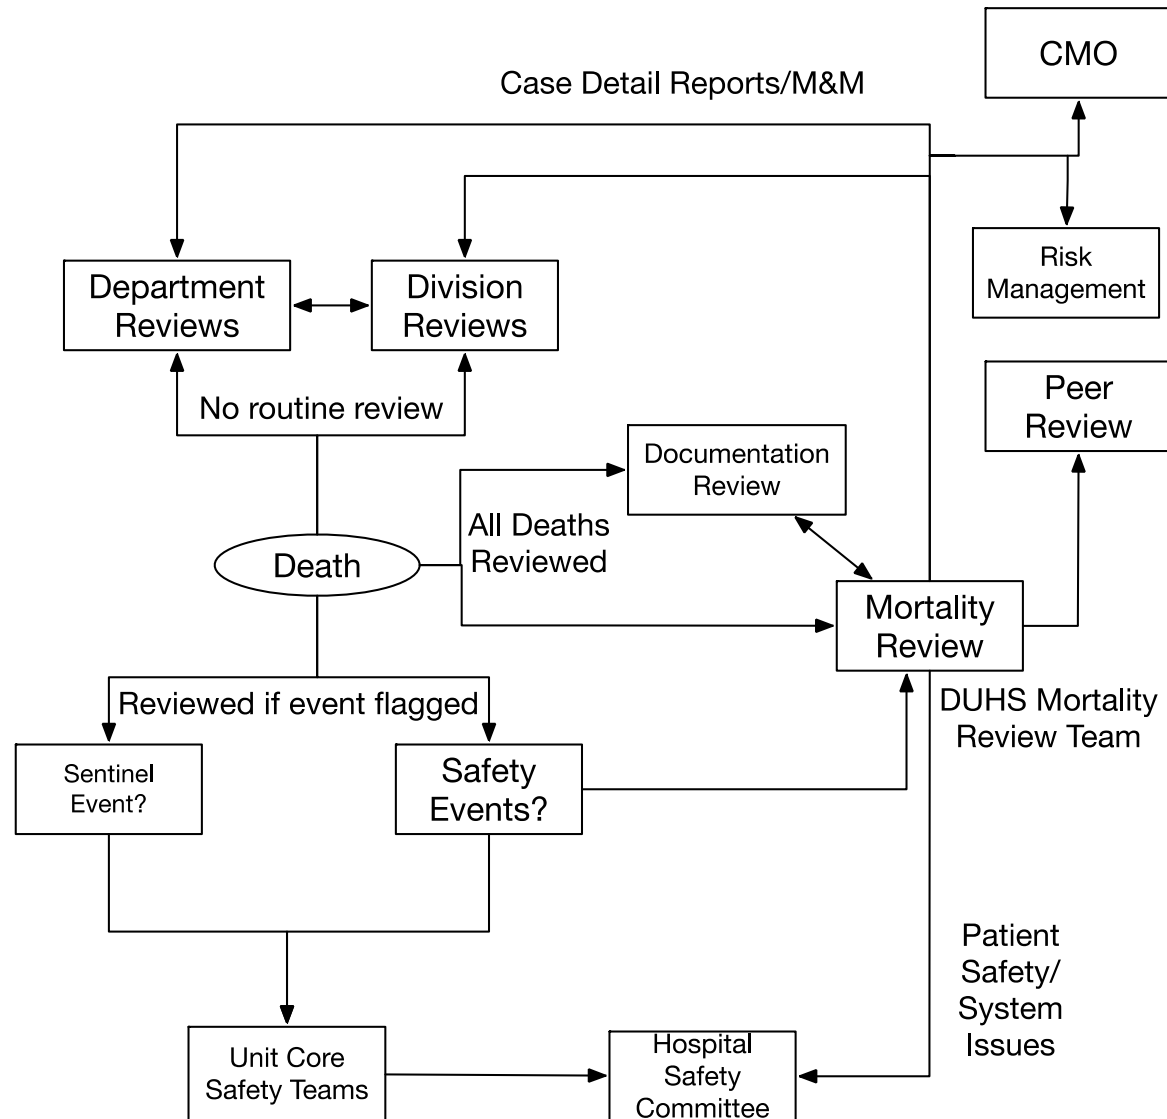 CMO
Case Detail Reports/M&M
Risk
Management
Department
Reviews
Division
Reviews
Peer
Review
No routine review
Documentation
Review
All Deaths
Reviewed
Death
Mortality
Review
Reviewed if event flagged
DUHS Mortality
Review Team
Sentinel
Event?
Safety
Events?
Patient
Safety/
System
Issues
Unit Core
Safety Teams
Hospital
Safety
Committee